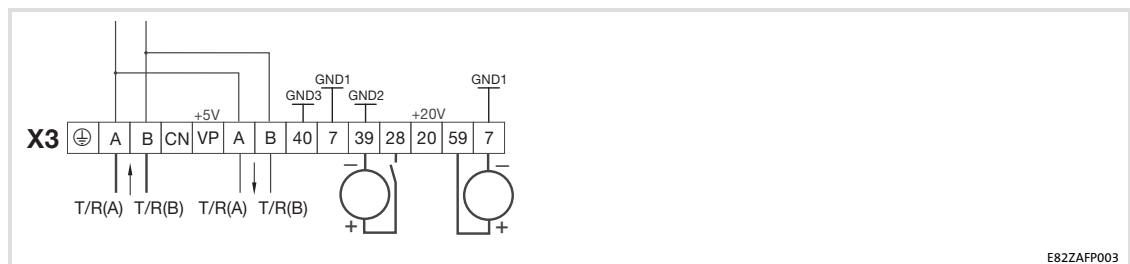 GND1 GND1
GND3 GND2
+5V +20V
X3 A B CN VP A B 40 7 39 28 20 59 7
− −
T/R(A) T/R(B) T/R(A) T/R(B)
+ +
E82ZAFP003